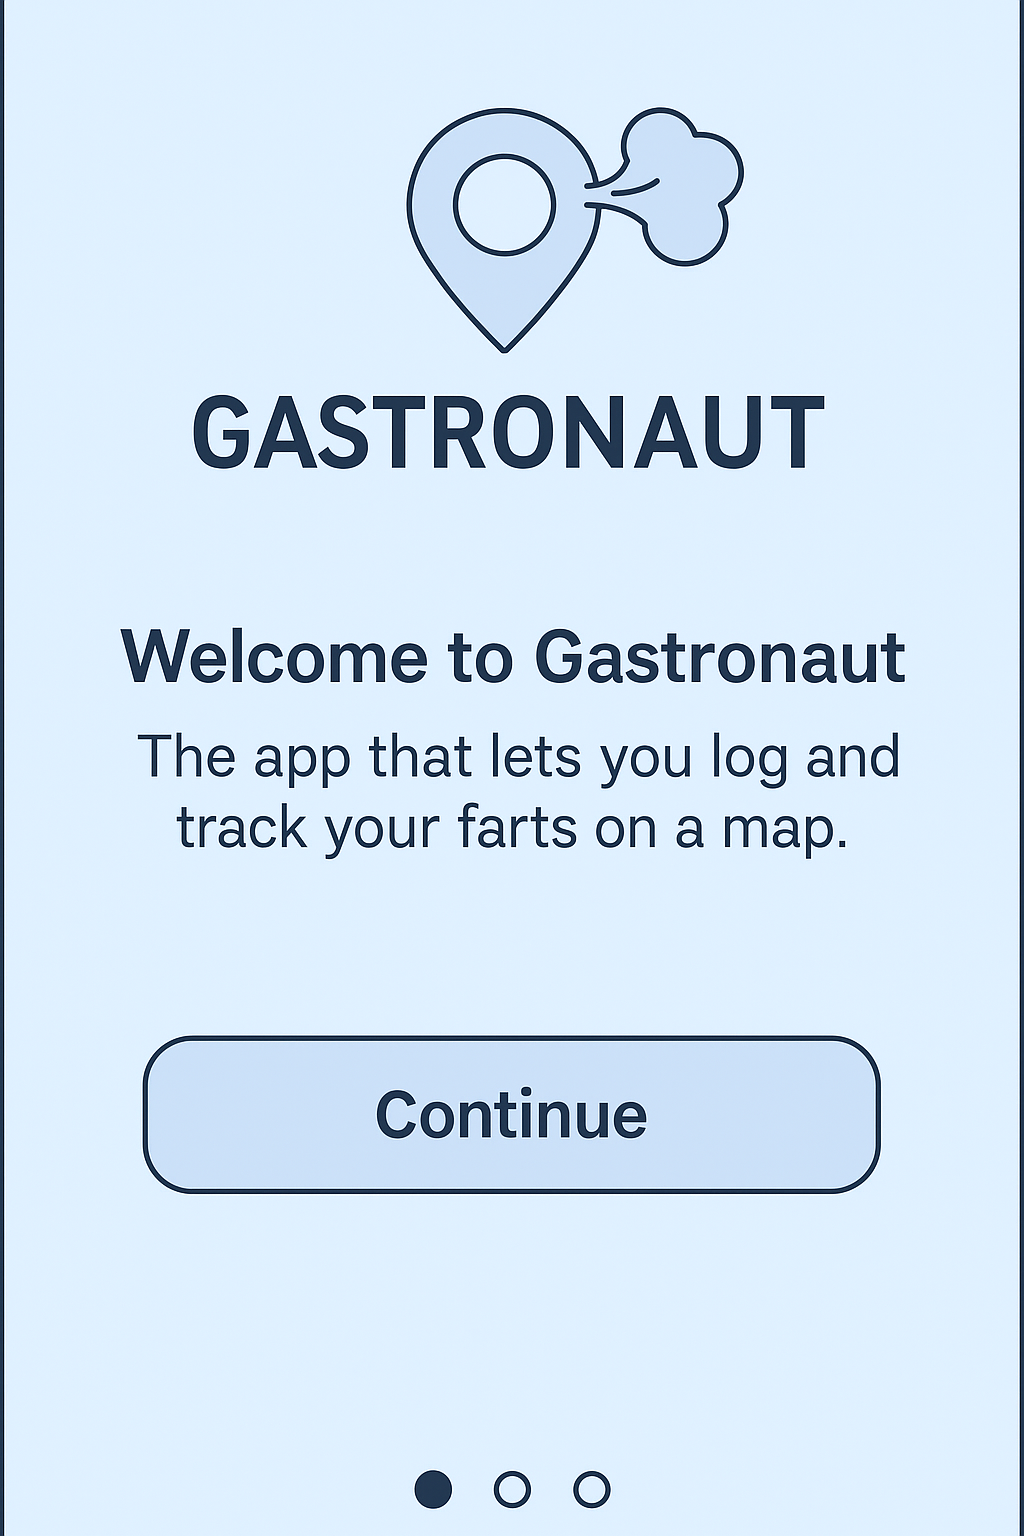 GASTRONAUT
Welcome to Gastronaut
The app that lets you log and
track your farts on a map.
Continue